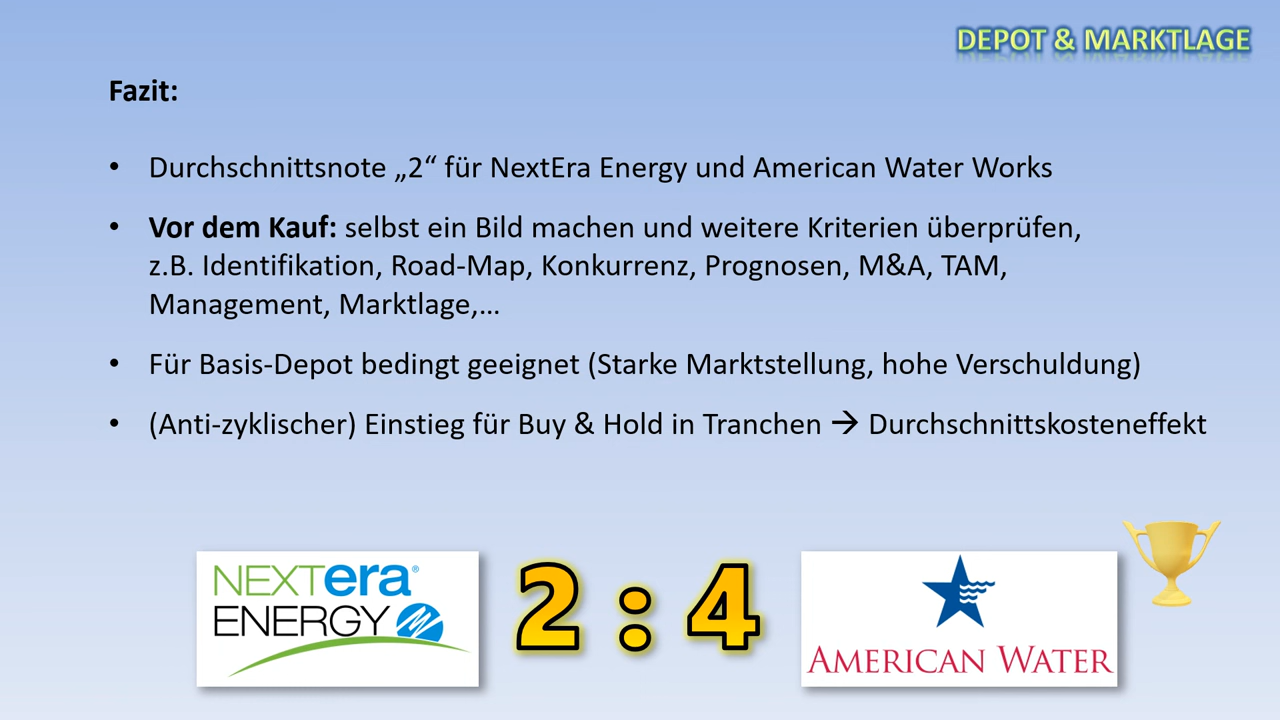 DEPOT & MARKTLAGE
Fazit:
• Durchschnittsnote „2“ für NextEra Energy und American Water Works
• Vor dem Kauf: selbst ein Bild machen und weitere Kriterien überprüfen,
z.B. Identifikation, Road-Map, Konkurrenz, Prognosen, M&A, TAM,
Management, Marktlage,...
• Für Basis-Depot bedingt geeignet (Starke Marktstellung, hohe Verschuldung)
• (Anti-zyklischer) Einstieg für Buy & Hold in Tranchen → Durchschnittskosteneffekt
NEXTera®
ENERGY
2 : 4
AMERICAN WATER